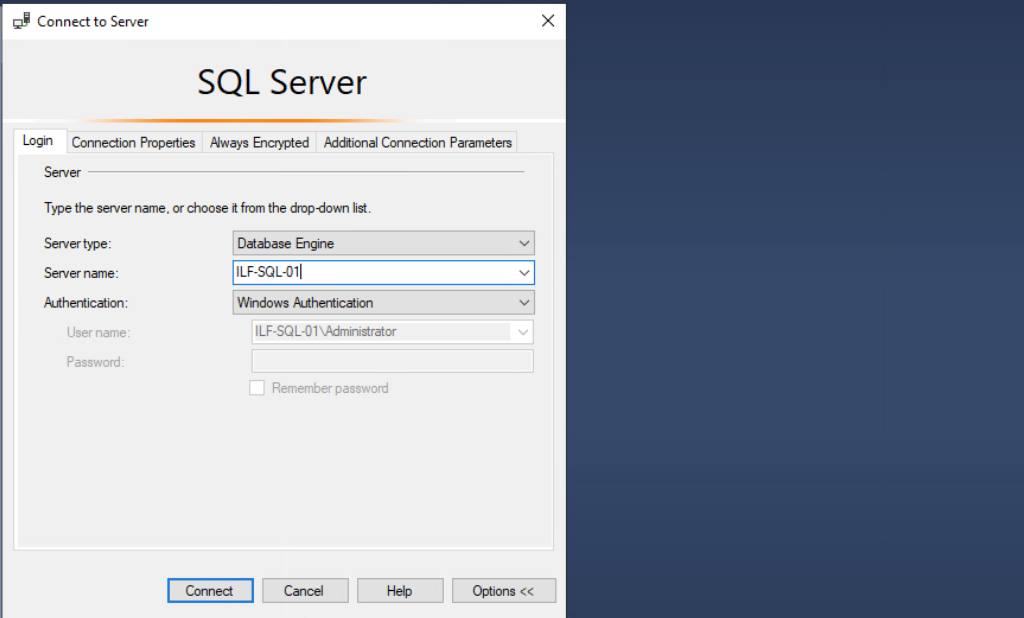 Connect to Server
SQL Server
Login Connection Properties Always Encrypted Additional Connection Parameters
Server
Type the server name, or choose it from the drop-down list.
Server type: Database Engine
Server name: ILF-SQL-01
Authentication: Windows Authentication
User name: ILF-SQL-01\Administrator
Password:
Remember password
Connect Cancel Help Options <<